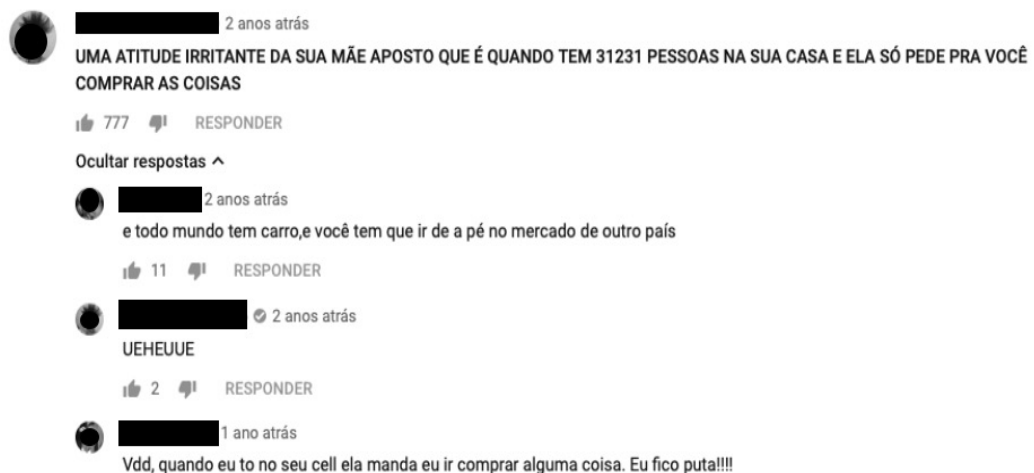 2 anos atrás
UMA ATITUDE IRRITANTE DA SUA MÃE APOSTO QUE É QUANDO TEM 31231 PESSOAS NA SUA CASA E ELA SÓ PEDE PRA VOCÊ
COMPRAR AS COISAS
777 RESPONDER
Ocultar respostas
2 anos atrás
e todo mundo tem carro,e você tem que ir de a pé no mercado de outro país
11 RESPONDER
2 anos atrás
UEHEUUE
2 RESPONDER
1 ano atrás
Vdd, quando eu to no seu cell ela manda eu ir comprar alguma coisa. Eu fico puta!!!!